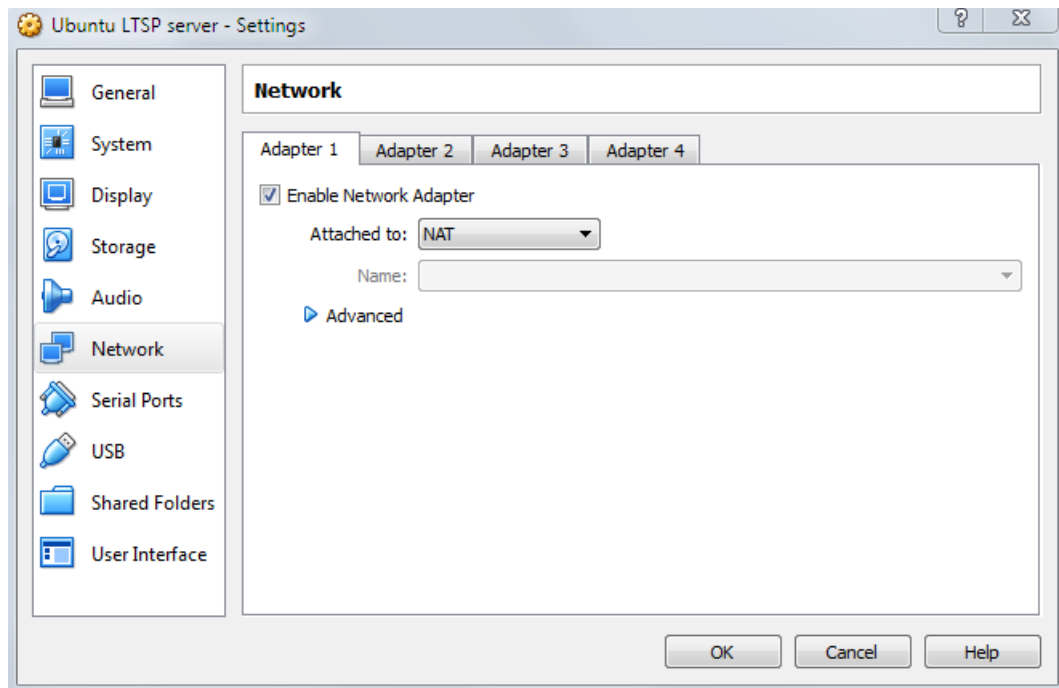 Ubuntu LTSP server - Settings
General
System
Display
Storage
Audio
Network
Serial Ports
USB
Shared Folders
User Interface
Network
Adapter 1 Adapter 2 Adapter 3 Adapter 4
Enable Network Adapter
Attached to: NAT
Name:
Advanced
OK Cancel Help